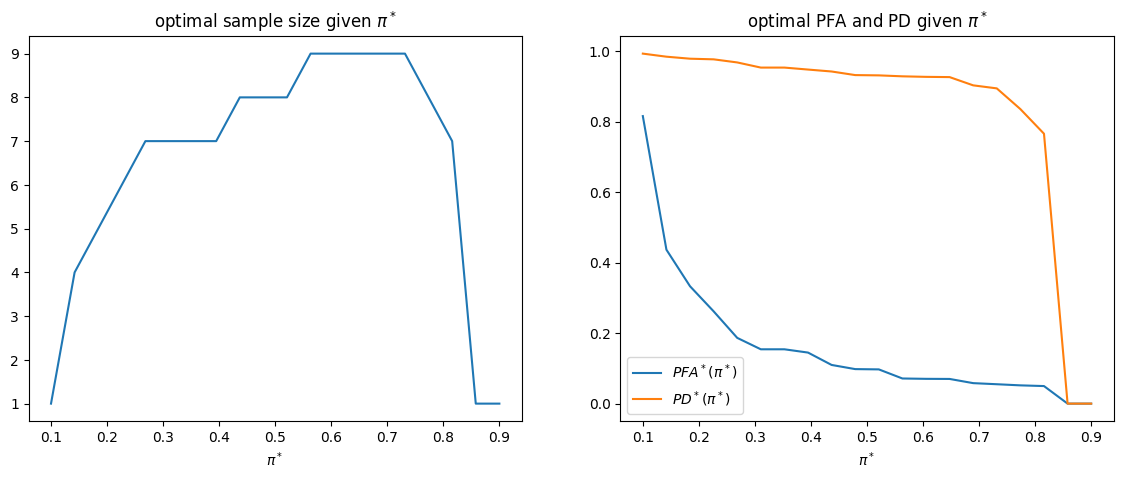 optimal sample size given π*
9
8
7
6
5
4
3
2
1
0.1 0.2 0.3 0.4 0.5 0.6 0.7 0.8 0.9
π*
optimal PFA and PD given π*
1.0
0.8
0.6
0.4
0.2
0.0
PFA*(π*)
PD*(π*)
0.1 0.2 0.3 0.4 0.5 0.6 0.7 0.8 0.9
π*